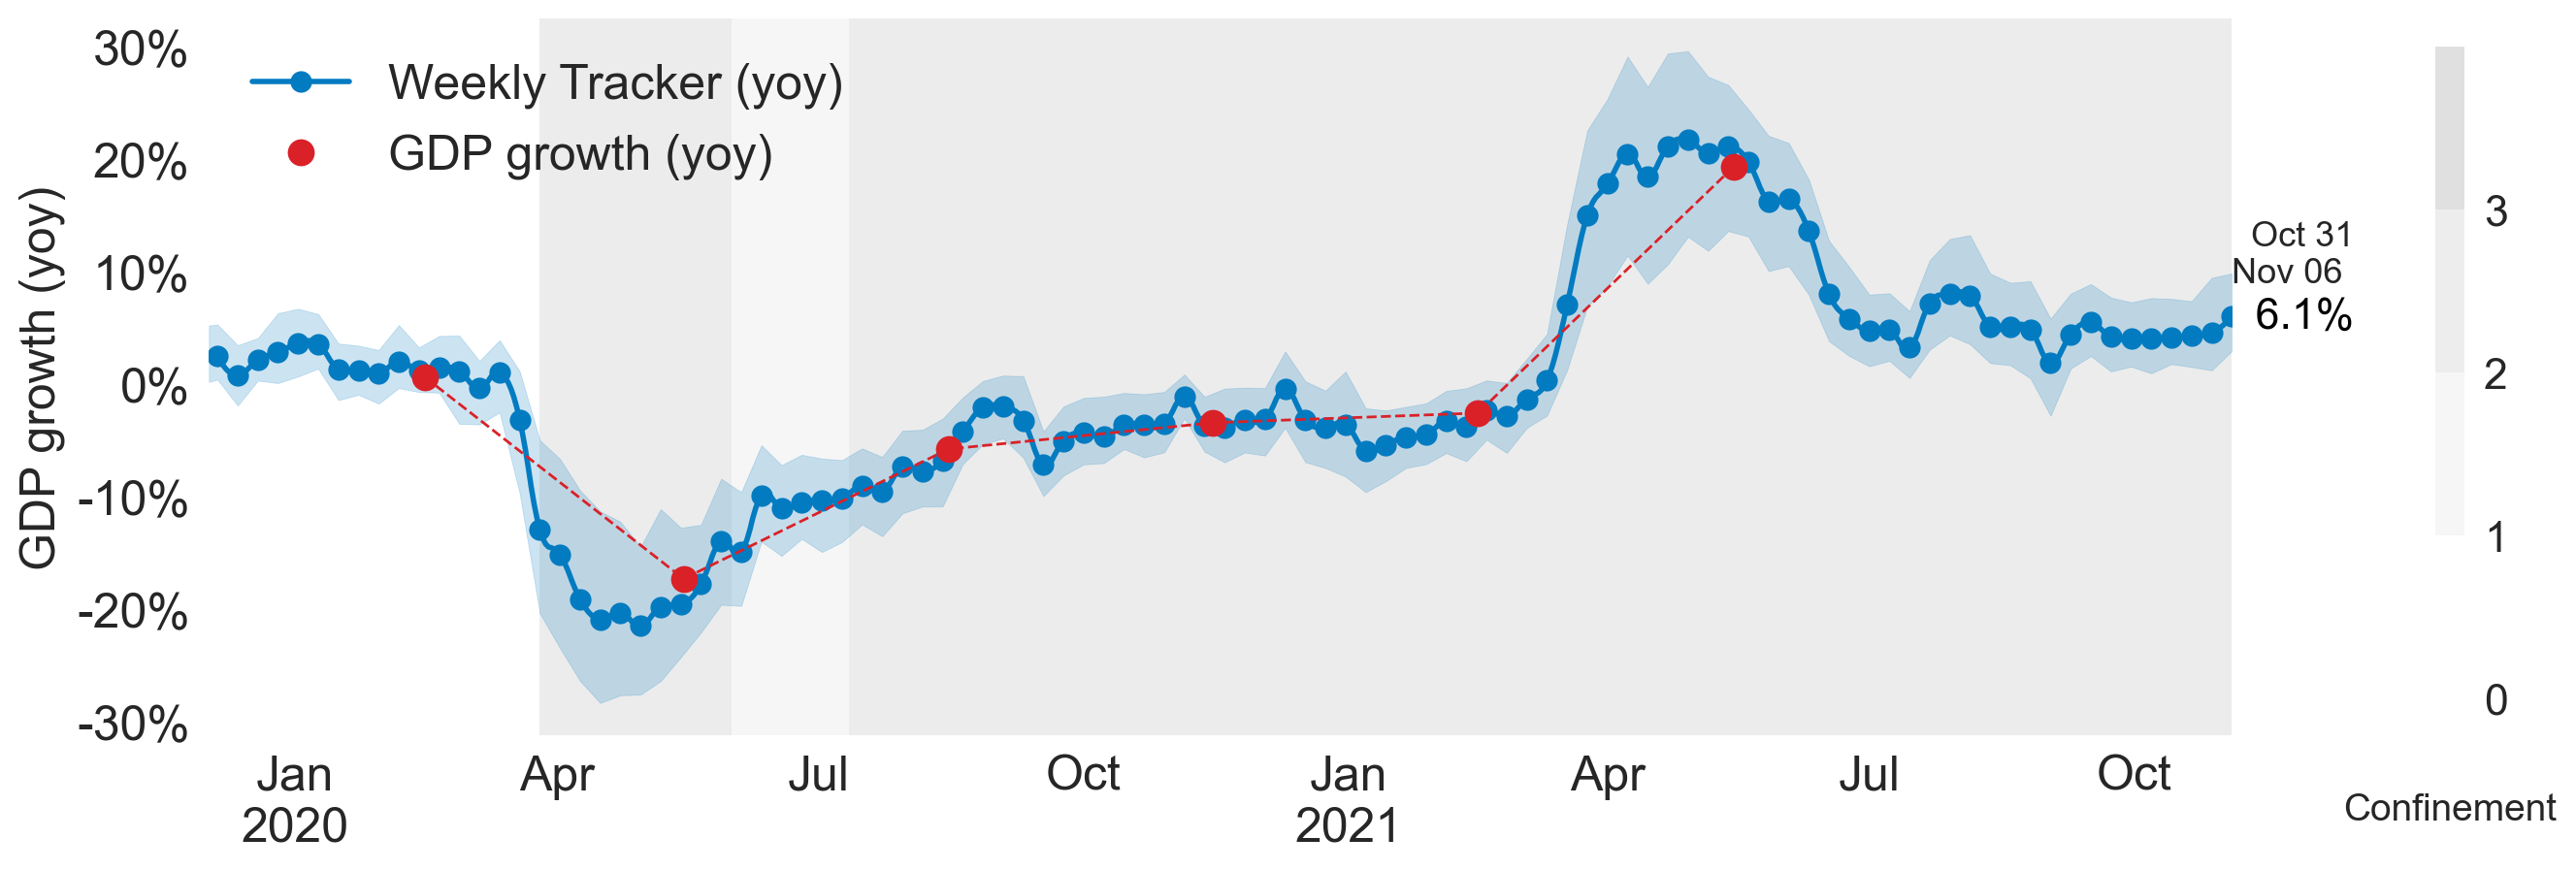 30%
20%
10%
0%
-10%
-20%
-30%
GDP growth (yoy)
Weekly Tracker (yoy)
GDP growth (yoy)
Jan
2020
Apr
Jul
Oct
Jan
2021
Apr
Jul
Oct
Oct 31
Nov 06
6.1%
3
2
1
0
Confinement